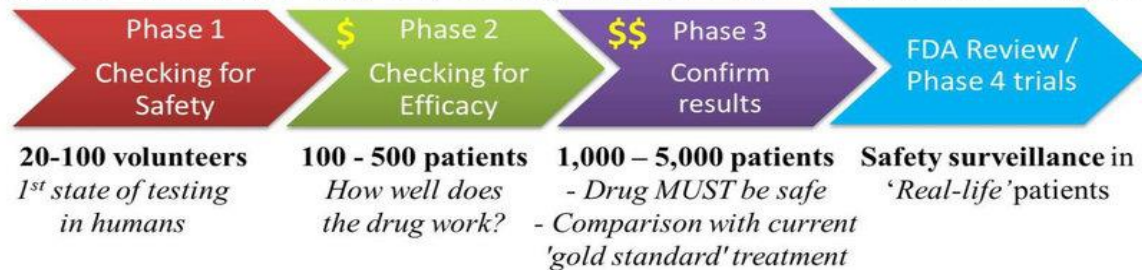 Phase 1
Checking for
Safety
$ Phase 2
Checking for
Efficacy
$$ Phase 3
Confirm
results
FDA Review /
Phase 4 trials
20-100 volunteers
1st state of testing
in humans
100 - 500 patients
How well does
the drug work?
1,000 – 5,000 patients
- Drug MUST be safe
- Comparison with current
'gold standard' treatment
Safety surveillance in
‘Real-life’patients